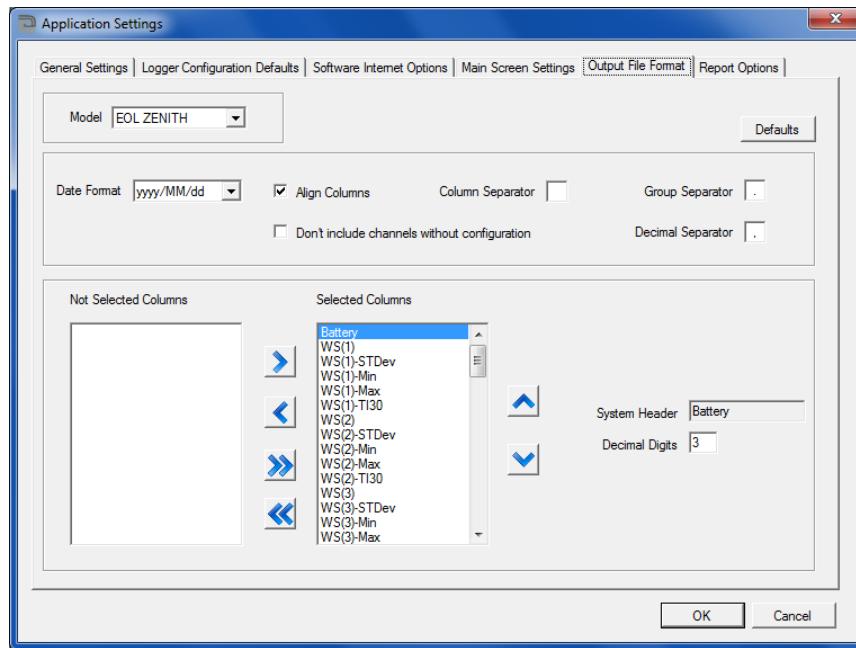 Application Settings
General Settings Logger Configuration Defaults Software Internet Options Main Screen Settings Output File Format Report Options
Model EOL ZENITH
Defaults
Date Format yyyy/MM/dd Align Columns Column Separator Group Separator .
Don't include channels without configuration Decimal Separator .
Not Selected Columns Selected Columns
Battery
WS(1)
WS(1)-STDev
WS(1)-Min
WS(1)-Max
WS(1)-TI30
WS(2)
WS(2)-STDev
WS(2)-Min
WS(2)-Max
WS(2)-TI30
WS(3)
WS(3)-STDev
WS(3)-Min
WS(3)-Max
System Header Battery
Decimal Digits 3
OK Cancel